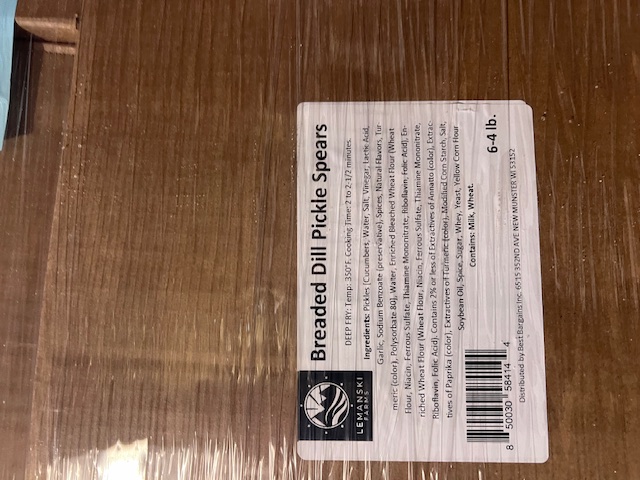 Breaded Dill Pickle Spears
DEEP FRY: Temp: 350°F. Cooking Time: 2 to 2-1/2 minutes
Ingredients: Pickles [Cucumbers, Water, Salt, Vinegar, Lactic Acid,
Garlic, Sodium Benzoate (preservative), Spices, Natural Flavors, Tur-
meric (color), Polysorbate 80], Water, Enriched Bleached Wheat Flour (Wheat
Flour, Niacin, Ferrous Sulfate, Thiamine Mononitrate, Riboflavin, Folic Acid), En-
riched Wheat Flour (Wheat Flour, Niacin, Ferrous Sulfate, Thiamine Mononitrate,
Riboflavin, Folic Acid), Contains 2% or less of Extractives of Annatto (color), Extrac-
tives of Paprika (color), Extractives of Turmeric (color), Modified Corn Starch, Salt,
Soybean Oil, Spice, Sugar, Whey, Yeast, Yellow Corn Flour
Contains: Milk, Wheat.
6-4 lb.
Distributed by Best Bargains Inc. 6515 352ND AVE NEW MUNSTER WI 53152
LEMANSKI
FARMS
8 50030 58414 4